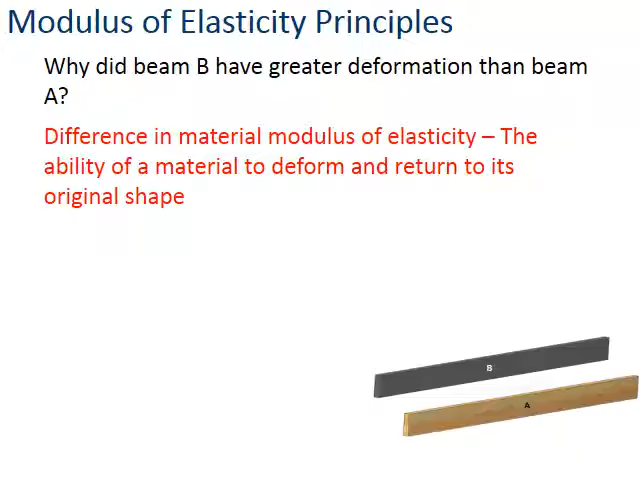 Modulus of Elasticity Principles
Why did beam B have greater deformation than beam
A?
Difference in material modulus of elasticity – The
ability of a material to deform and return to its
original shape
B
A